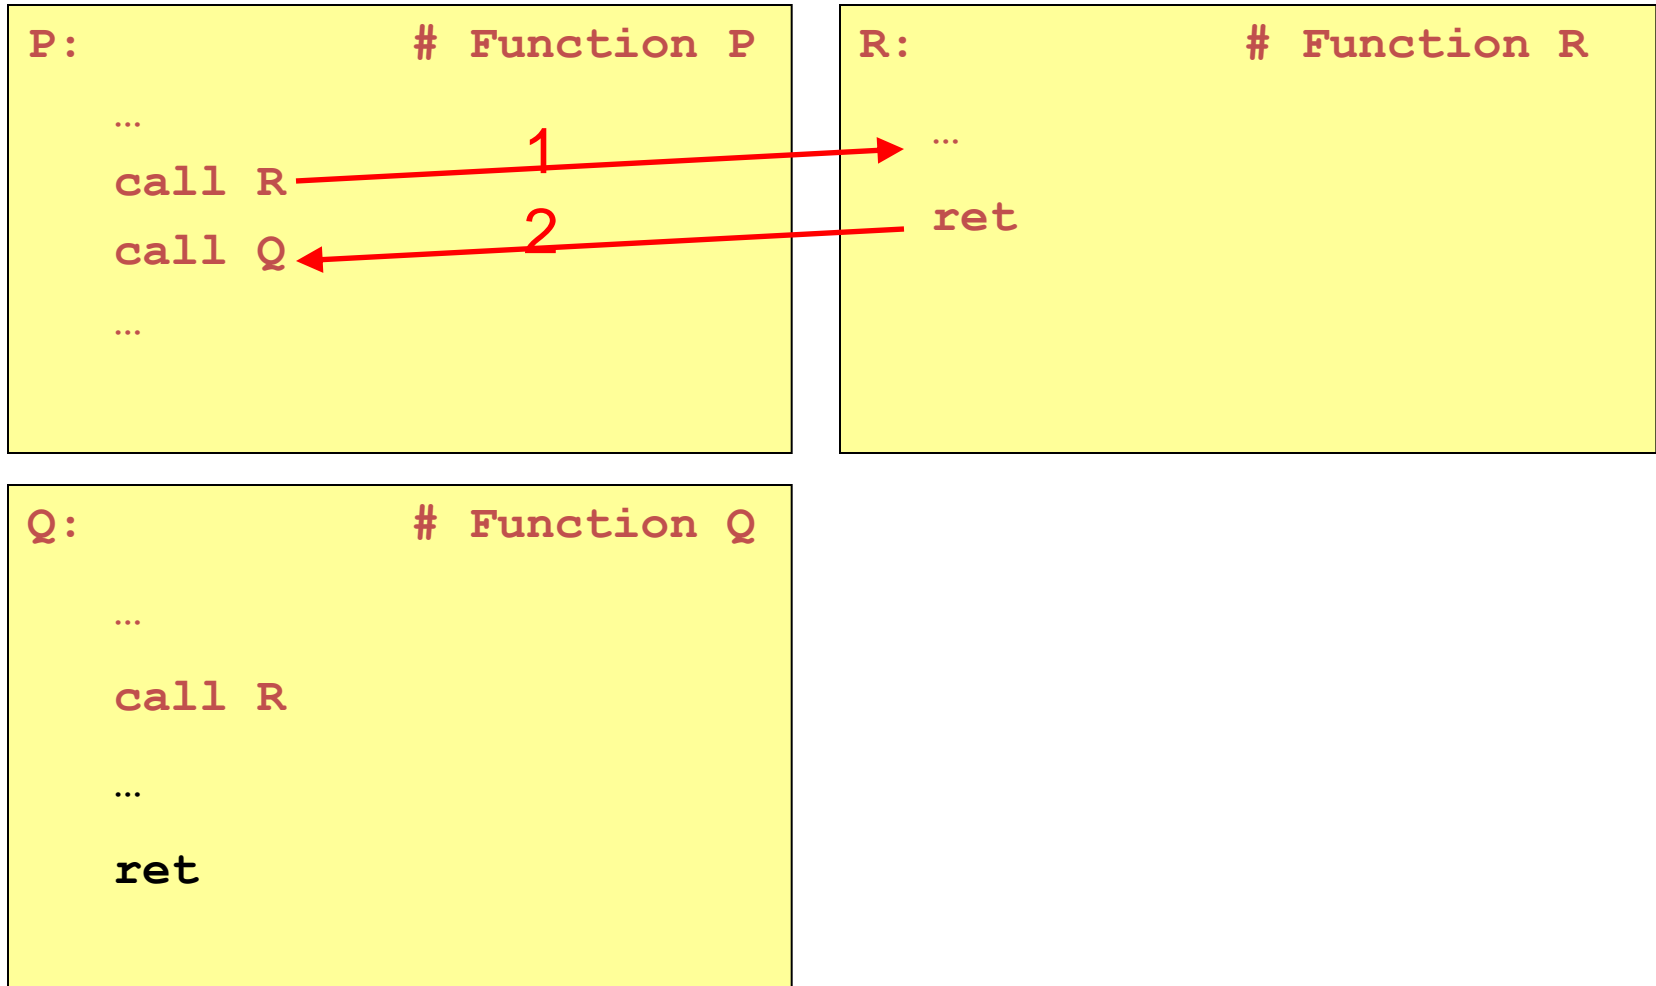 P: # Function P
…
call R
call Q
…
1
2
R: # Function R
…
ret
Q: # Function Q
…
call R
…
ret